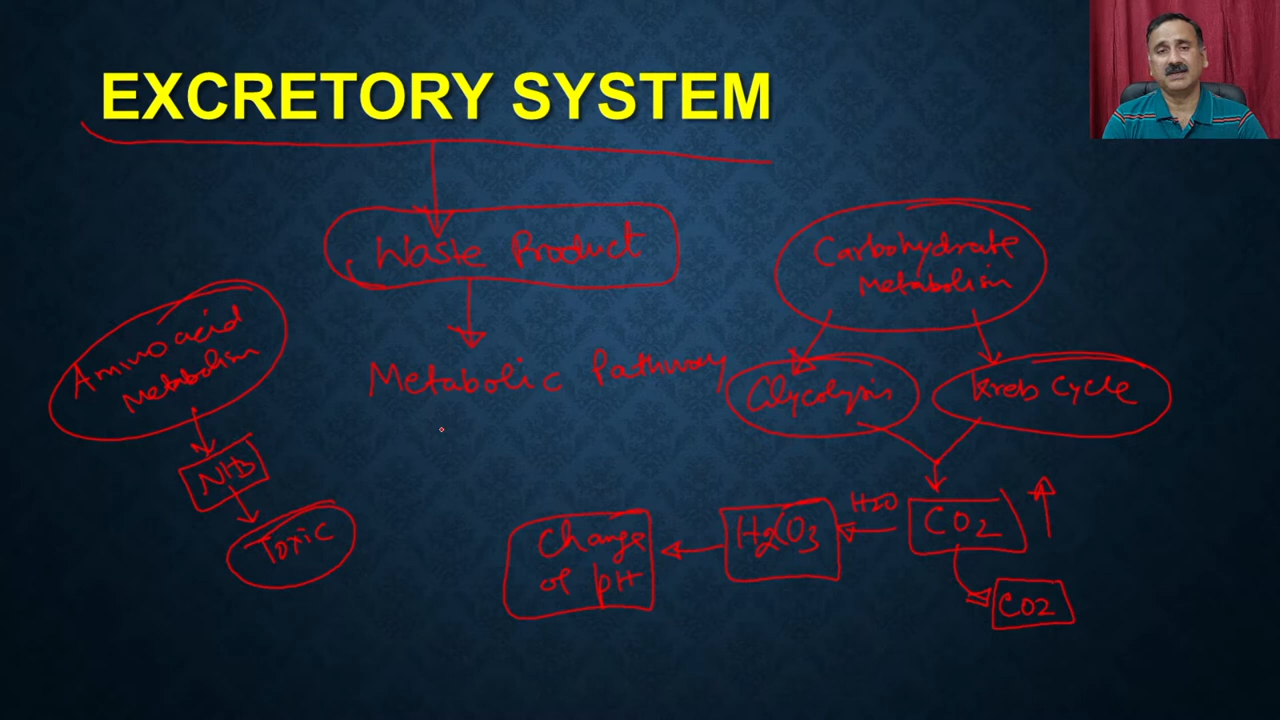 EXCRETORY SYSTEM
Waste Product
Metabolic Pathway
Carbohydrate
Metabolism
Glycolysis
Kreb Cycle
CO2
H2O
H2CO3
Change
of pH
CO2
Amino acid
Metabolism
NH3
Toxic